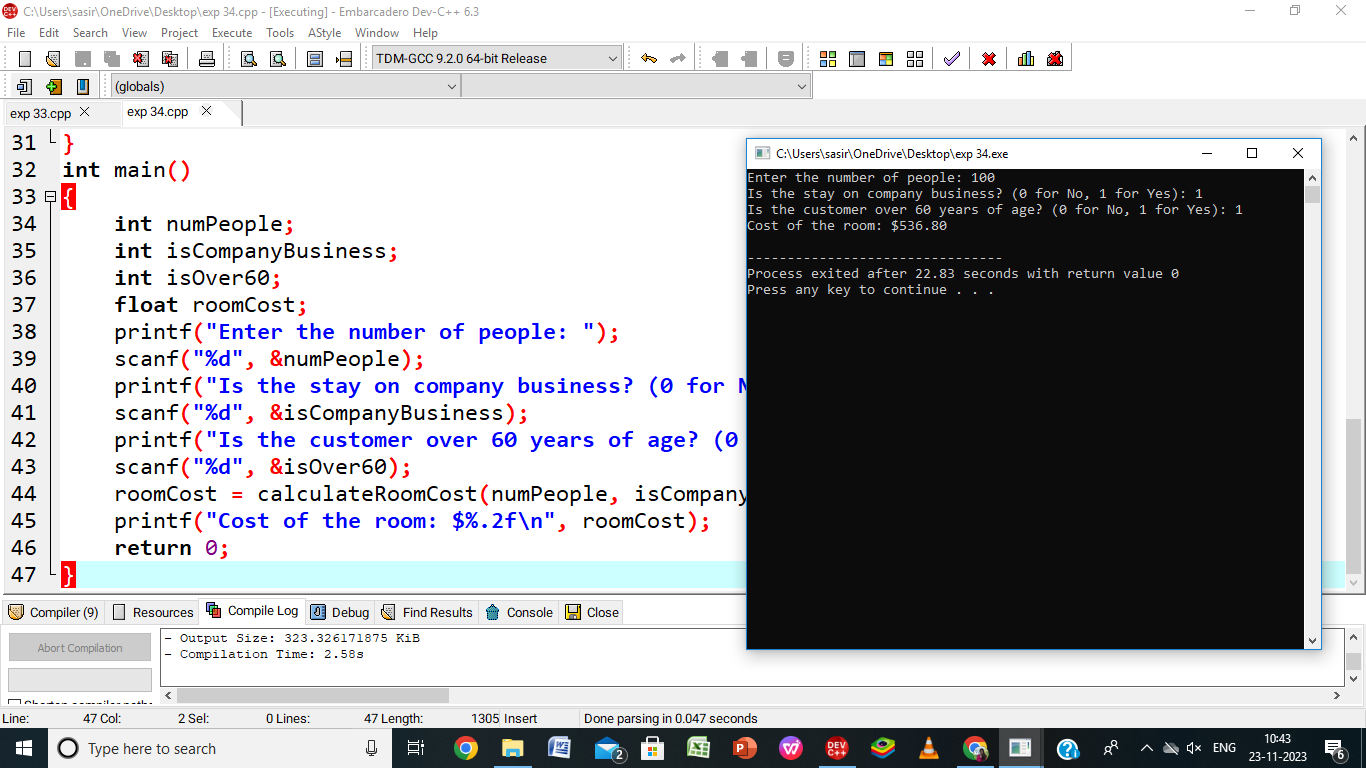 C:\Users\sasir\OneDrive\Desktop\exp 34.cpp - [Executing] - Embarcadero Dev-C++ 6.3
File Edit Search View Project Execute Tools AStyle Window Help
TDM-GCC 9.2.0 64-bit Release
(globals)
exp 33.cpp exp 34.cpp
31 }
32 int main()
33 {
34 int numPeople;
35 int isCompanyBusiness;
36 int isOver60;
37 float roomCost;
38 printf("Enter the number of people: ");
39 scanf("%d", &numPeople);
40 printf("Is the stay on company business? (0 for N
41 scanf("%d", &isCompanyBusiness);
42 printf("Is the customer over 60 years of age? (0
43 scanf("%d", &isOver60);
44 roomCost = calculateRoomCost(numPeople, isCompany
45 printf("Cost of the room: $%.2f\n", roomCost);
46 return 0;
47 }
C:\Users\sasir\OneDrive\Desktop\exp 34.exe
Enter the number of people: 100
Is the stay on company business? (0 for No, 1 for Yes): 1
Is the customer over 60 years of age? (0 for No, 1 for Yes): 1
Cost of the room: $536.80
--------------------------------
Process exited after 22.83 seconds with return value 0
Press any key to continue . . .
Compiler (9) Resources Compile Log Debug Find Results Console Close
Abort Compilation
- Output Size: 323.326171875 KiB
- Compilation Time: 2.58s
Line: 47 Col: 2 Sel: 0 Lines: 47 Length: 1305 Insert Done parsing in 0.047 seconds
Type here to search
2
DEV C++
ENG
10:43
23-11-2023
6